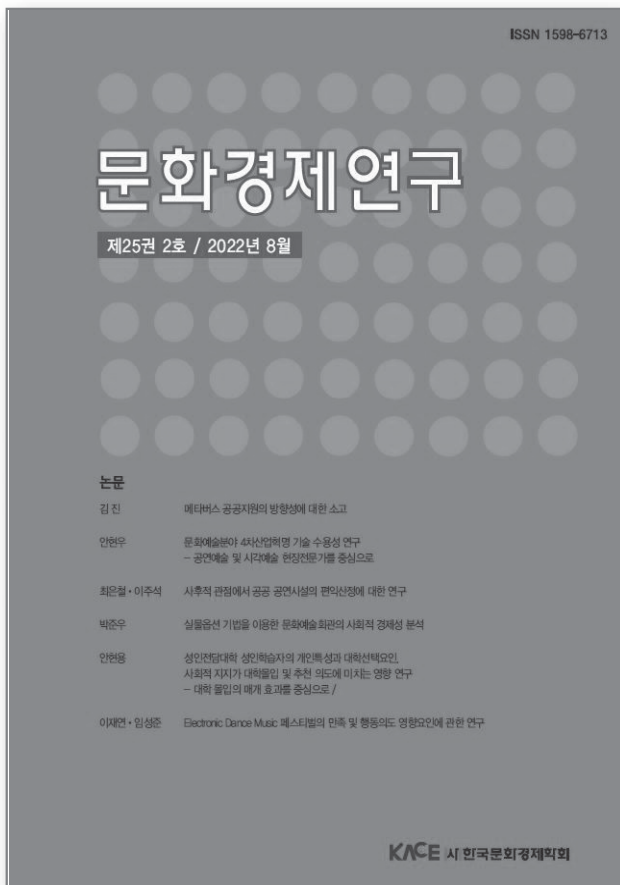 ISSN 1598-6713
문화경제연구
제25권 2호 / 2022년 8월
논문
김 진 메타버스 공공지원의 방향성에 대한 소고
안현우 문화예술분야 4차산업혁명 기술 수용성 연구
- 공연예술 및 시각예술 현장전문가를 중심으로
최은철・이주석 사후적 관점에서 공공 공연시설의 편익산정에 대한 연구
박준우 실물옵션 기법을 이용한 문화예술회관의 사회적 경제성 분석
안현용 성인전담대학 성인학습자의 개인특성과 대학선택요인,
사회적 지지가 대학몰입 및 추천 의도에 미치는 영향 연구
- 대학 몰입의 매개 효과를 중심으로 /
이재연・임성준 Electronic Dance Music 페스티벌의 만족 및 행동의도 영향요인에 관한 연구
KACE 사 한국문화경제학회